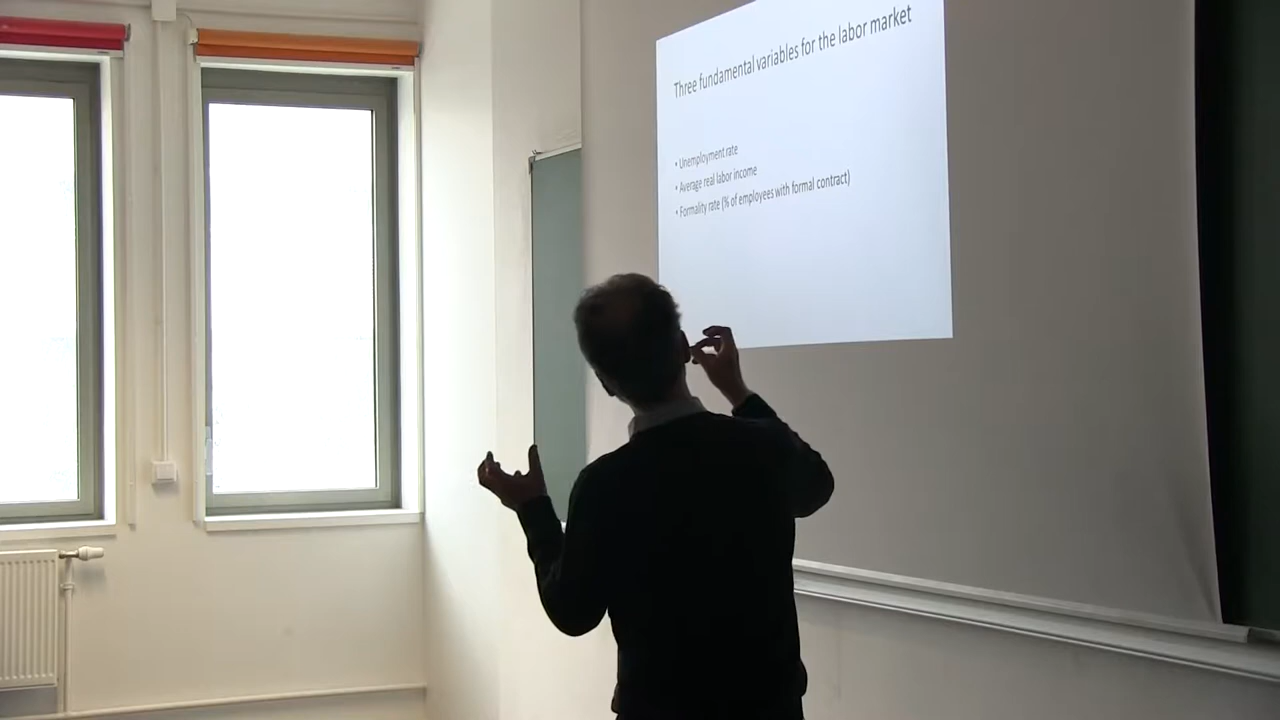 Three fundamental variables for the labor market
• Unemployment rate
• Average real labor income
• Formality rate (% of employees with formal contract)